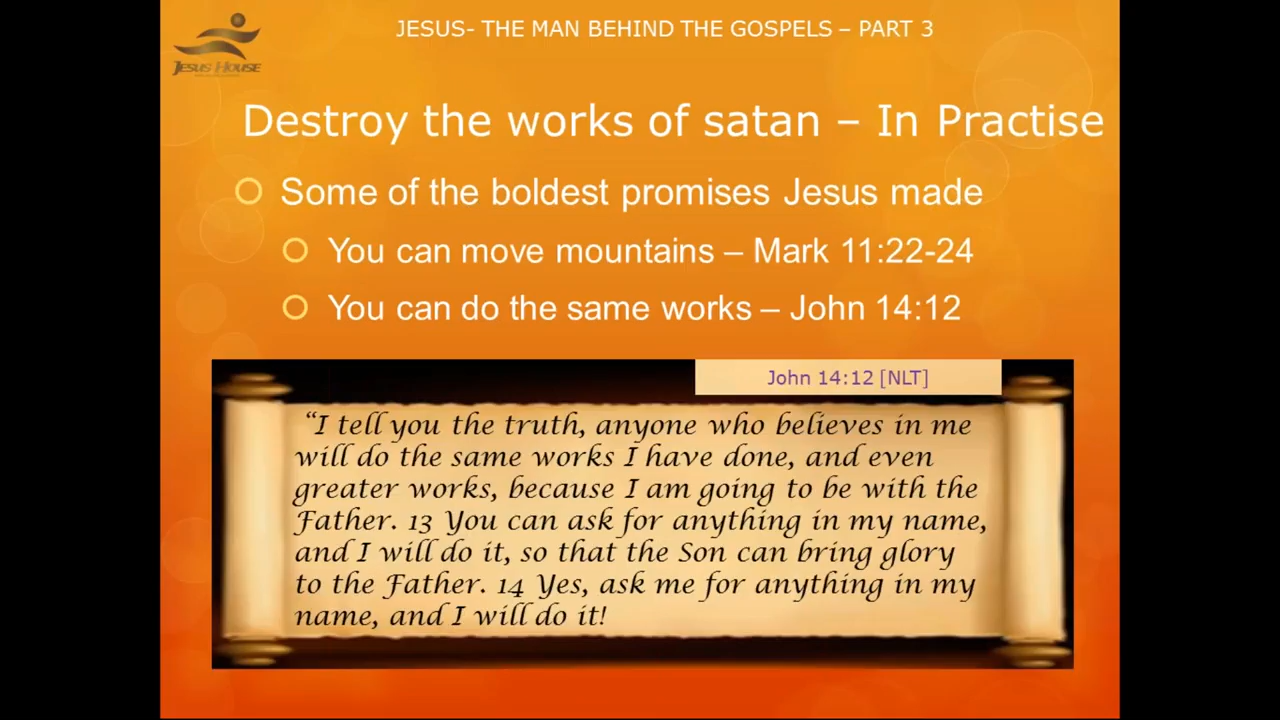 JESUS- THE MAN BEHIND THE GOSPELS – PART 3
JESUS HOUSE
Destroy the works of satan – In Practise
Some of the boldest promises Jesus made
You can move mountains – Mark 11:22-24
You can do the same works – John 14:12
John 14:12 [NLT]
“I tell you the truth, anyone who believes in me
will do the same works I have done, and even
greater works, because I am going to be with the
Father. 13 You can ask for anything in my name,
and I will do it, so that the Son can bring glory
to the Father. 14 Yes, ask me for anything in my
name, and I will do it!